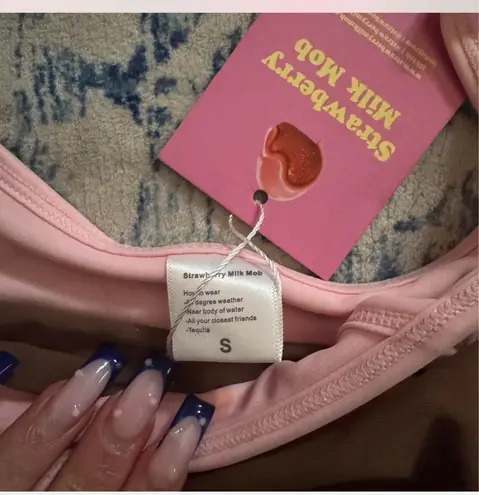 Strawberry
Milk Mob
Strawberry Milk Mob
How to wear
degree weather
-Near body of water
-All your closest friends
-Tequila
S